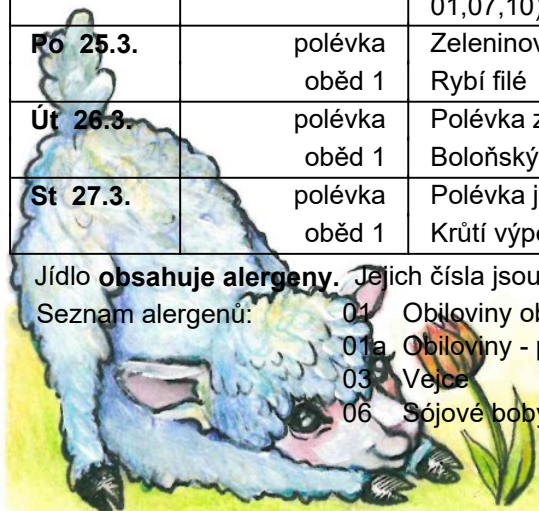 01,07,10)
Po 25.3. polévka Zeleninov
oběd 1 Rybí filé
Út 26.3. polévka Polévka z
oběd 1 Boloňský
St 27.3. polévka Polévka j
oběd 1 Krůtí výpe
Jídlo obsahuje alergeny. Jejich čísla jsou
Seznam alergenů: 01 Obiloviny ob
01a Obiloviny - p
03 Vejce
06 Sójové boby